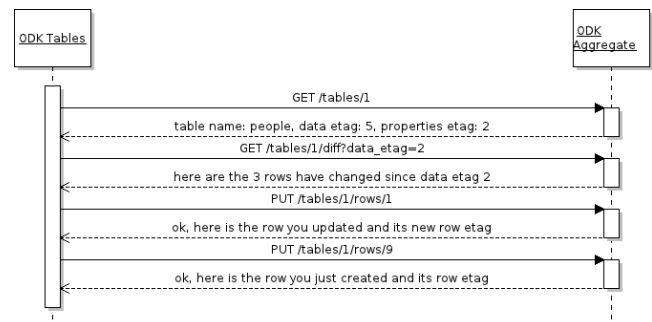 ODK Tables
ODK
Aggregate
GET /tables/1
table name: people, data etag: 5, properties etag: 2
GET /tables/1/diff?data_etag=2
here are the 3 rows have changed since data etag 2
PUT /tables/1/rows/1
ok, here is the row you updated and its new row etag
PUT /tables/1/rows/9
ok, here is the row you just created and its row etag